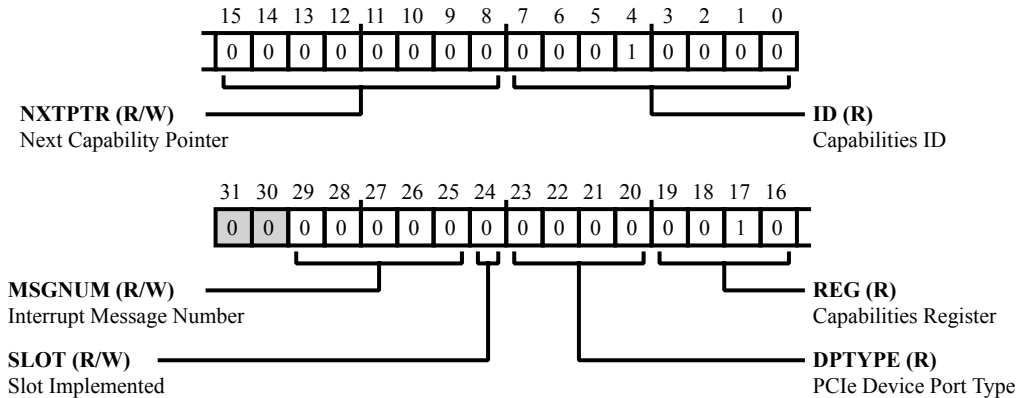 15 14 13 12 11 10 9 8 7 6 5 4 3 2 1 0
0 0 0 0 0 0 0 0 0 0 0 1 0 0 0 0
NXTPTR (R/W)
Next Capability Pointer
ID (R)
Capabilities ID
31 30 29 28 27 26 25 24 23 22 21 20 19 18 17 16
0 0 0 0 0 0 0 0 0 0 0 0 0 0 1 0
MSGNUM (R/W)
Interrupt Message Number
REG (R)
Capabilities Register
SLOT (R/W)
Slot Implemented
DPTYPE (R)
PCIe Device Port Type